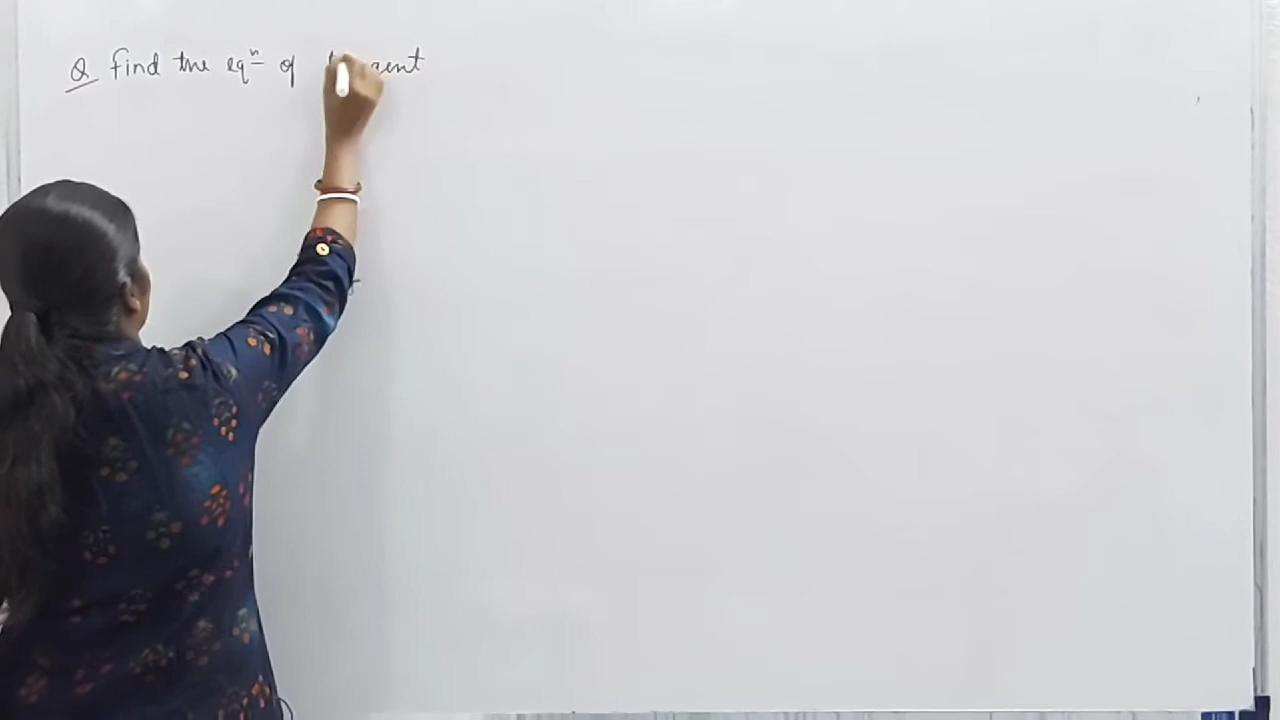 Q Find the eqn of